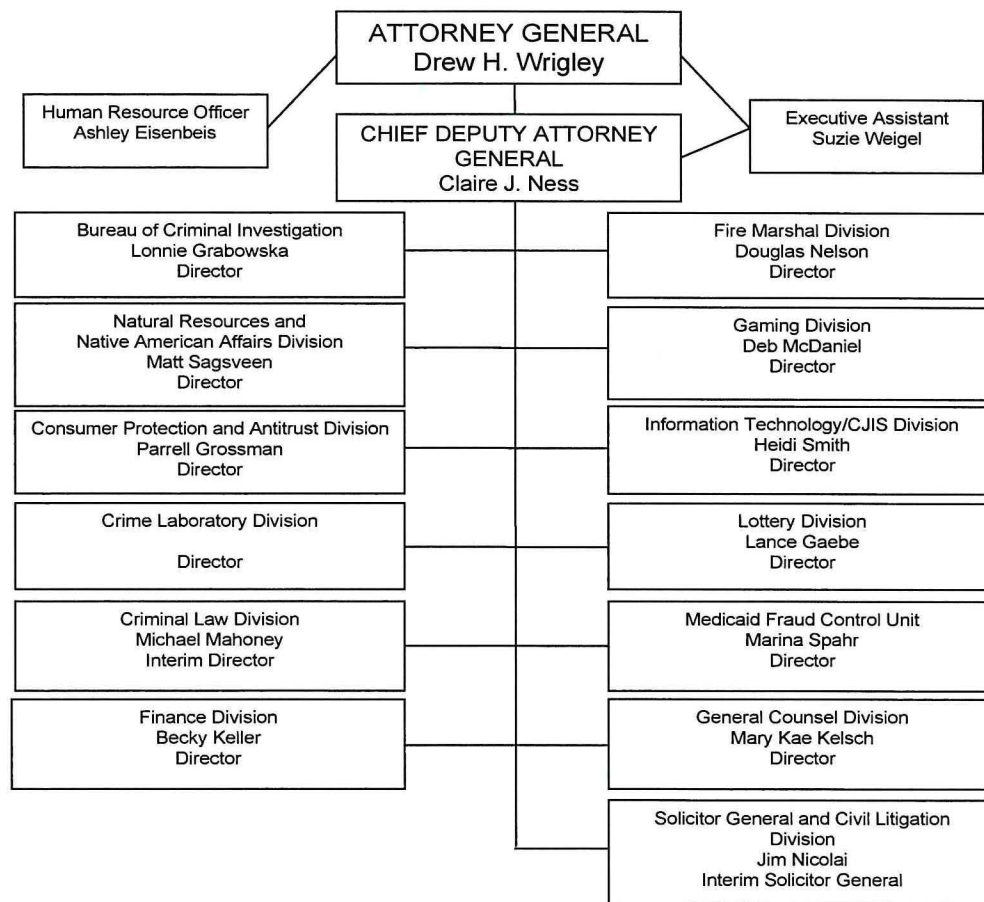 ATTORNEY GENERAL
Drew H. Wrigley
Human Resource Officer
Ashley Eisenbeis
Executive Assistant
Suzie Weigel
CHIEF DEPUTY ATTORNEY
GENERAL
Claire J. Ness
Bureau of Criminal Investigation
Lonnie Grabowska
Director
Fire Marshal Division
Douglas Nelson
Director
Natural Resources and
Native American Affairs Division
Matt Sagsveen
Director
Gaming Division
Deb McDaniel
Director
Consumer Protection and Antitrust Division
Parrell Grossman
Director
Information Technology/CJIS Division
Heidi Smith
Director
Crime Laboratory Division
Director
Lottery Division
Lance Gaebe
Director
Criminal Law Division
Michael Mahoney
Interim Director
Medicaid Fraud Control Unit
Marina Spahr
Director
Finance Division
Becky Keller
Director
General Counsel Division
Mary Kae Kelsch
Director
Solicitor General and Civil Litigation
Division
Jim Nicolai
Interim Solicitor General